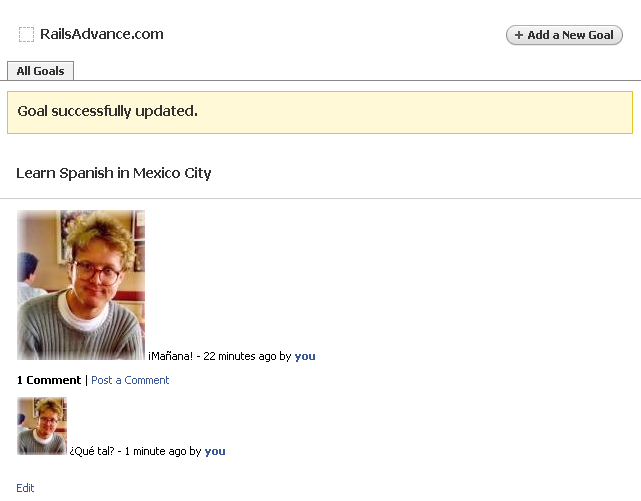 RailsAdvance.com
+ Add a New Goal
All Goals
Goal successfully updated.
Learn Spanish in Mexico City
¡Mañana! - 22 minutes ago by you
1 Comment | Post a Comment
¿Qué tal? - 1 minute ago by you
Edit